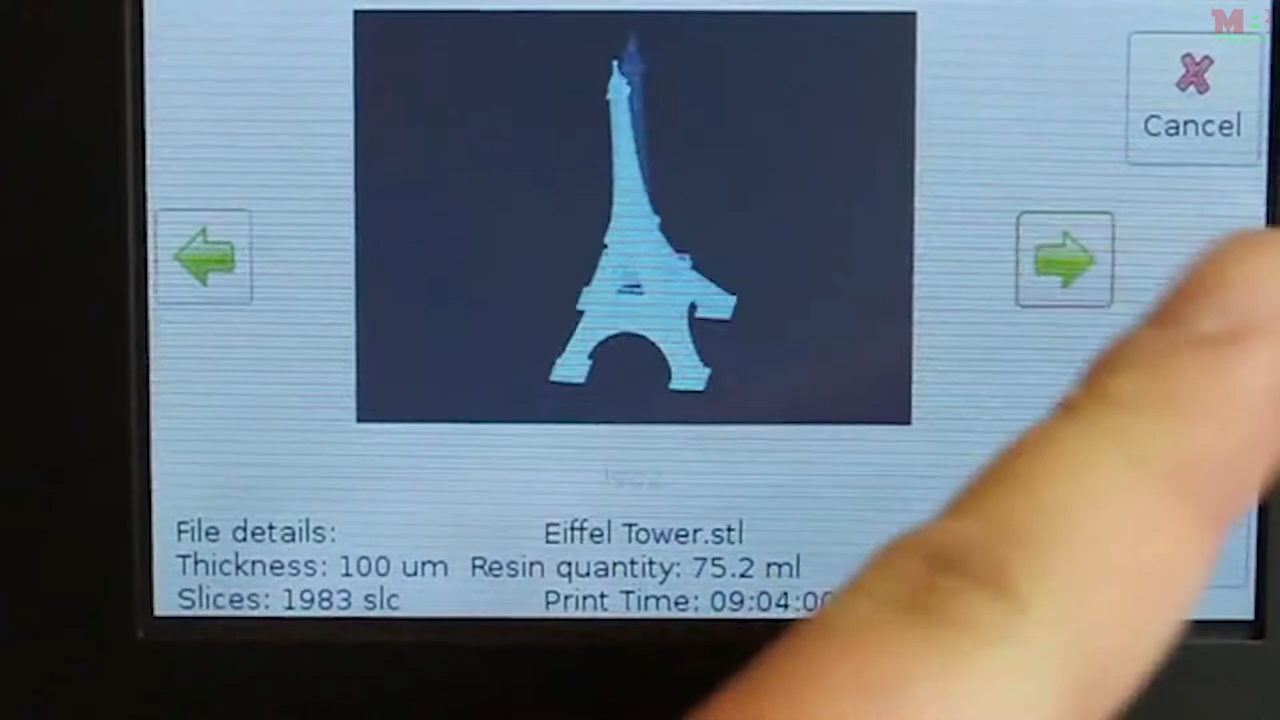 Cancel
File details: Eiffel Tower.stl
Thickness: 100 um Resin quantity: 75.2 ml
Slices: 1983 slc Print Time: 09:04:00